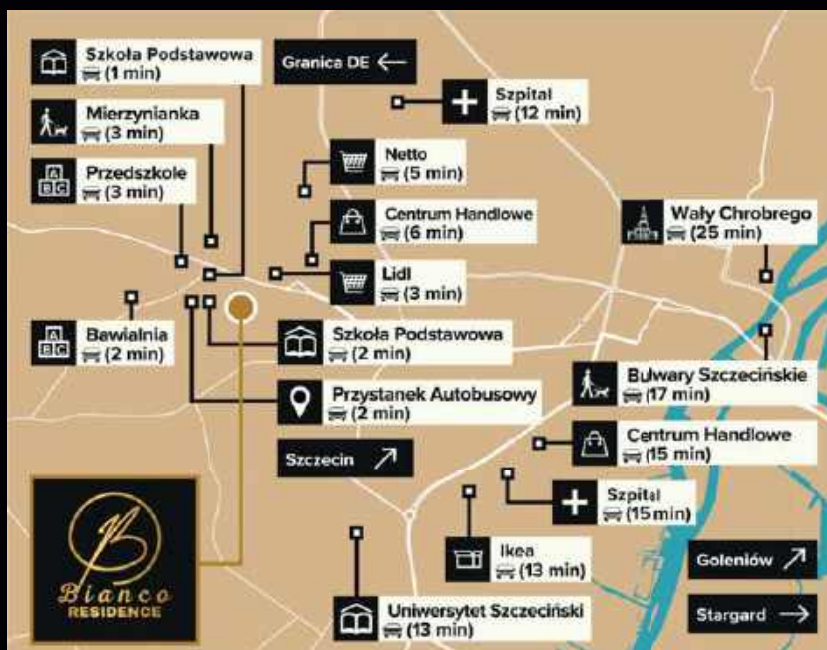 Szkoła Podstawowa
(1 min)
Granica DE ←
Szpital
(12 min)
Mierzynianka
(3 min)
Netto
(5 min)
Przedszkole
(3 min)
Centrum Handlowe
(6 min)
Wały Chrobrego
(25 min)
Lidl
(3 min)
A
B C
Bawialnia
(2 min)
A
B C
Szkoła Podstawowa
(2 min)
Bulwary Szczecińskie
(17 min)
Przystanek Autobusowy
(2 min)
Centrum Handlowe
(15 min)
Szczecin ↗
Szpital
(15 min)
B
Bianco
RESIDENCE
Ikea
(13 min)
Goleniów ↗
Uniwersytet Szczeciński
(13 min)
Stargard →